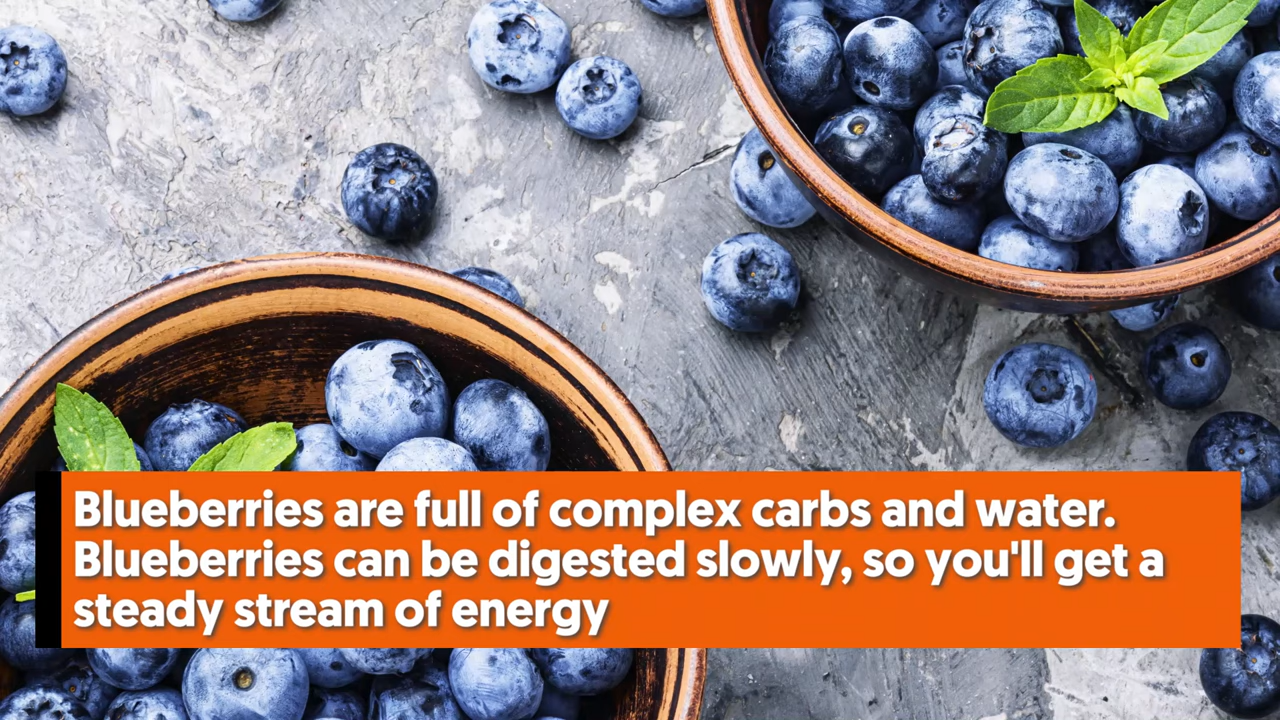 Blueberries are full of complex carbs and water.
Blueberries can be digested slowly, so you'll get a
steady stream of energy